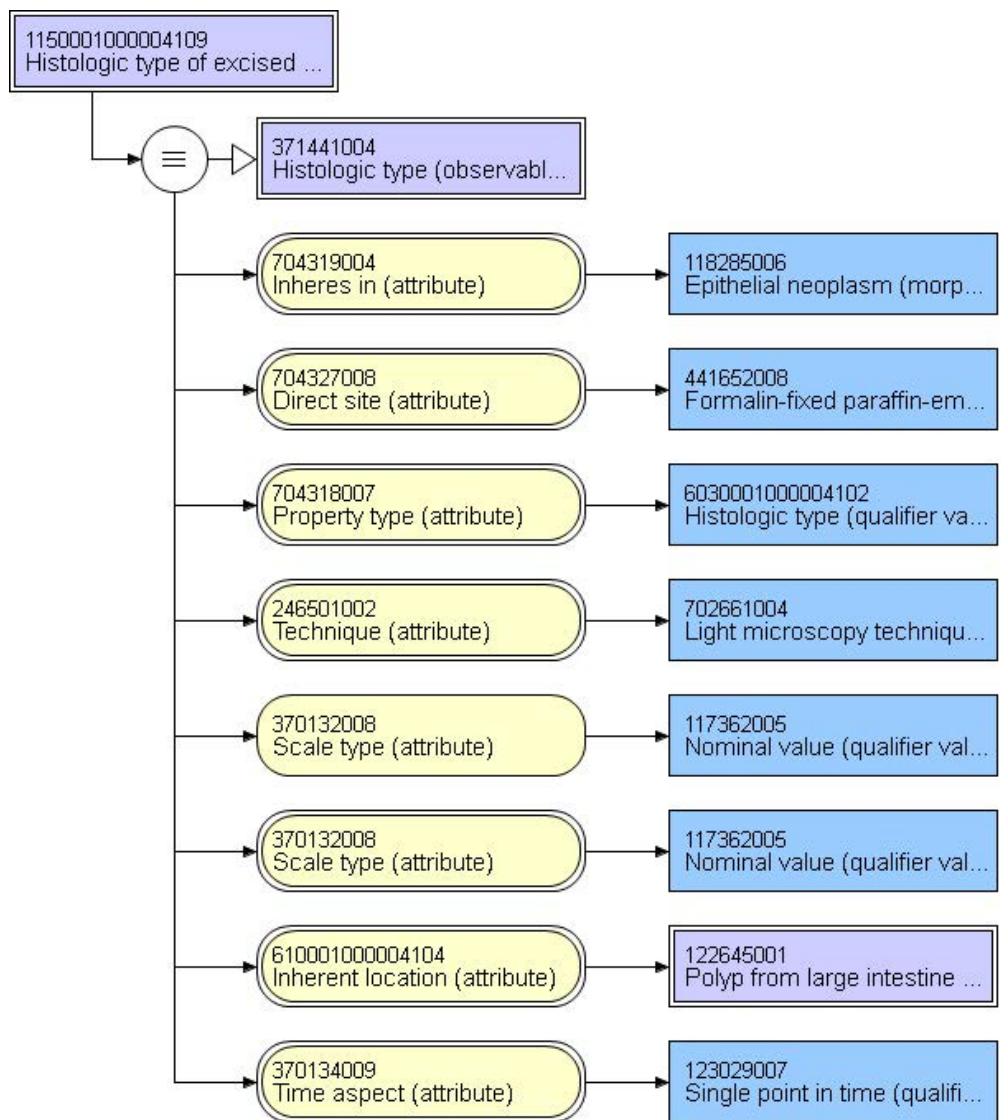 1150001000004109
Histologic type of excised ...
371441004
Histologic type (observabl...
704319004
Inheres in (attribute)
118285006
Epithelial neoplasm (morp...
704327008
Direct site (attribute)
441652008
Formalin-fixed paraffin-em...
704318007
Property type (attribute)
6030001000004102
Histologic type (qualifier va...
246501002
Technique (attribute)
702661004
Light microscopy techniqu...
370132008
Scale type (attribute)
117362005
Nominal value (qualifier val...
370132008
Scale type (attribute)
117362005
Nominal value (qualifier val...
610001000004104
Inherent location (attribute)
122645001
Polyp from large intestine ...
370134009
Time aspect (attribute)
123029007
Single point in time (qualifi...